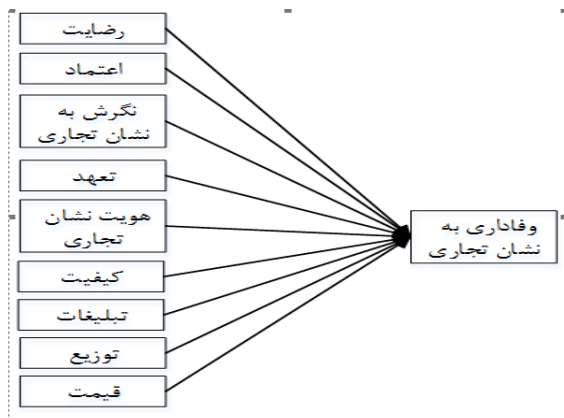 رضایت
اعتماد
نگرش به
نشان تجاری
تعهد
هویت نشان
تجاری
کیفیت
تبلیغات
توزیع
قیمت
وفاداری به
نشان تجاری